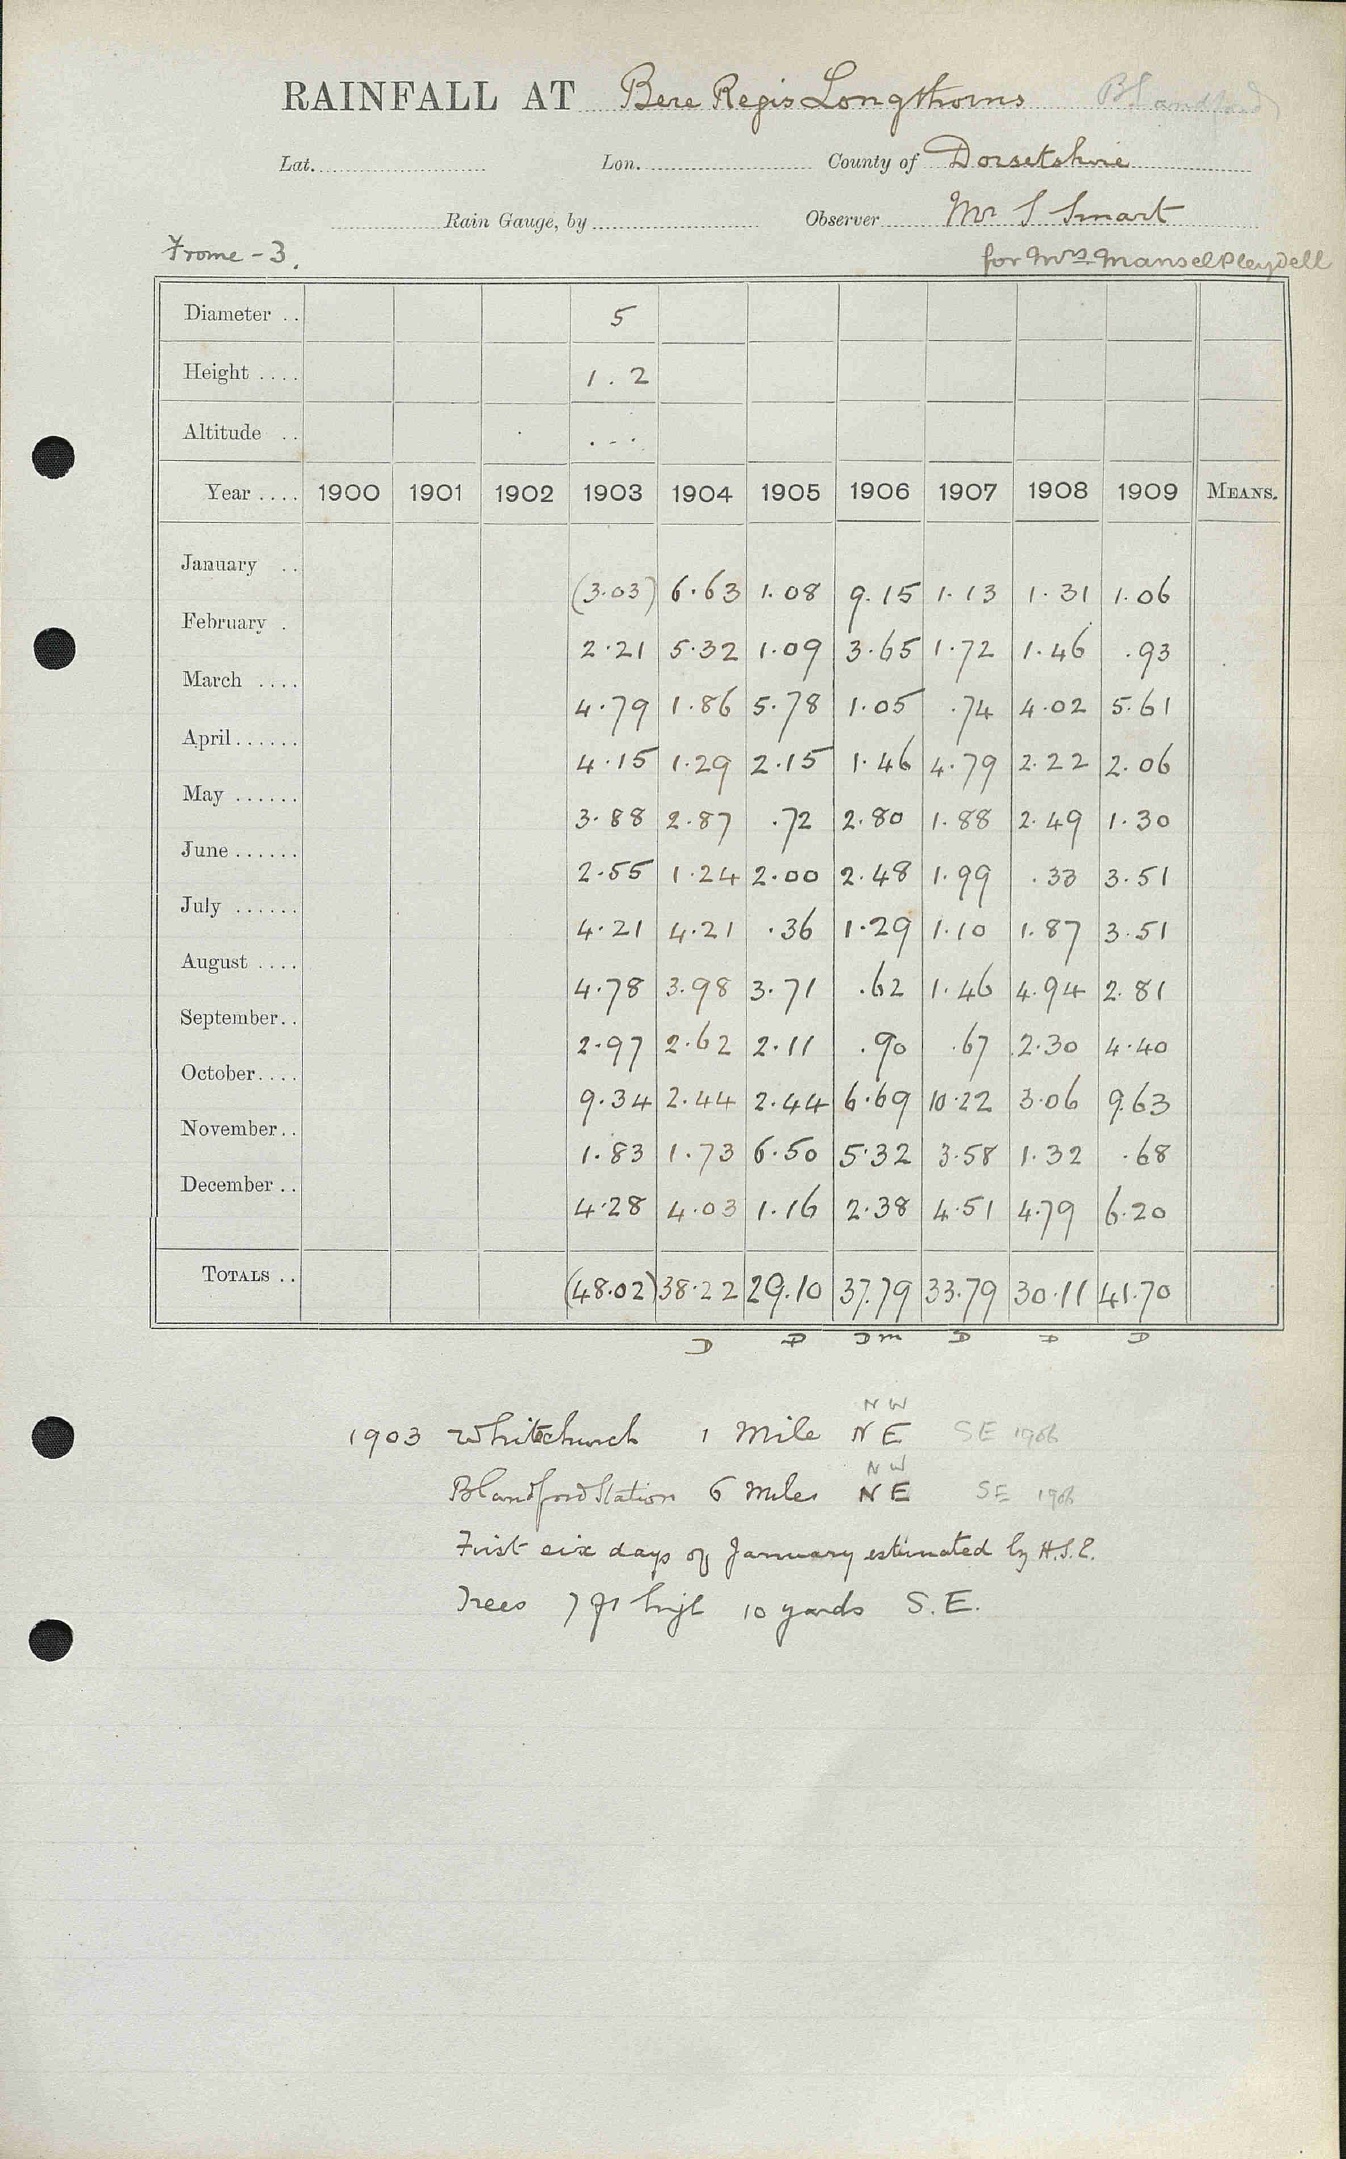 RAINFALL AT Bere Regis Longthorns Blandford
Lat. Lon. County of Dorsetshire
Rain Gauge, by Observer Mr S Smart
Frome - 3. for Mrs. Mansel Pleydell
Diameter .. 5
Height .... 1.2
Altitude .. ...
Year .... 1900 1901 1902 1903 1904 1905 1906 1907 1908 1909 MEANS.
January .. (3.03) 6.63 1.08 9.15 1.13 1.31 1.06
February . 2.21 5.32 1.09 3.65 1.72 1.46 .93
March .... 4.79 1.86 5.78 1.05 .74 4.02 5.61
April...... 4.15 1.29 2.15 1.46 4.79 2.22 2.06
May ...... 3.88 2.87 .72 2.80 1.88 2.49 1.30
June...... 2.55 1.24 2.00 2.48 1.99 .33 3.51
July ...... 4.21 4.21 .36 1.29 1.10 1.87 3.51
August .... 4.78 3.98 3.71 .62 1.46 4.94 2.81
September.. 2.97 2.62 2.11 .90 .67 2.30 4.40
October.... 9.34 2.44 2.44 6.69 10.22 3.06 9.63
November.. 1.83 1.73 6.50 5.32 3.58 1.32 .68
December .. 4.28 4.03 1.16 2.38 4.51 4.79 6.20
TOTALS .. (48.02) 38.22 29.10 37.79 33.79 30.11 41.70
D D Dm D D D
NW
1903 Whitechurch 1 Mile NE SE 1906
NW
Blandford Station 6 Miles NE SE 1906
First six days of January estimated by H.S.E.
Trees 7 ft high 10 yards S.E.